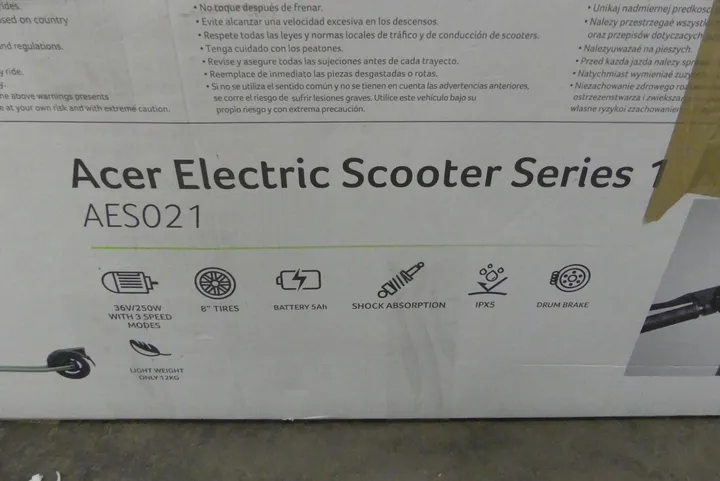 rides.
sed on country
and regulations.
y ride.
he above warnings presents
s at your own risk and with extreme caution.
• No toque después de frenar.
• Evite alcanzar una velocidad excesiva en los descensos.
• Respete todas las leyes y normas locales de tráfico y de conducción de scooters.
• Tenga cuidado con los peatones.
• Revise y asegure todas las sujeciones antes de cada trayecto.
• Reemplace de inmediato las piezas desgastadas o rotas.
• Si no se utiliza el sentido común y no se tienen en cuenta las advertencias anteriores,
se corre el riesgo de sufrir lesiones graves. Utilice este vehículo bajo su
propio riesgo y con extrema precaución.
• Unikaj nadmiernej prędkości
• Należy przestrzegać wszystk
oraz przepisów dotyczących
• Należy uważać na pieszych.
• Przed każdą jazdą należy spr
• Natychmiast wymieniać zuży
• Niezachowanie zdrowego roz
ostrzeżeniami zwiększa
własne ryzyko i z zachowaniem
Acer Electric Scooter Series 1
AES021
36V/250W
WITH 3 SPEED
MODES
8" TIRES
BATTERY 5Ah
SHOCK ABSORPTION
IPX5
DRUM BRAKE
LIGHT WEIGHT
ONLY 12KG